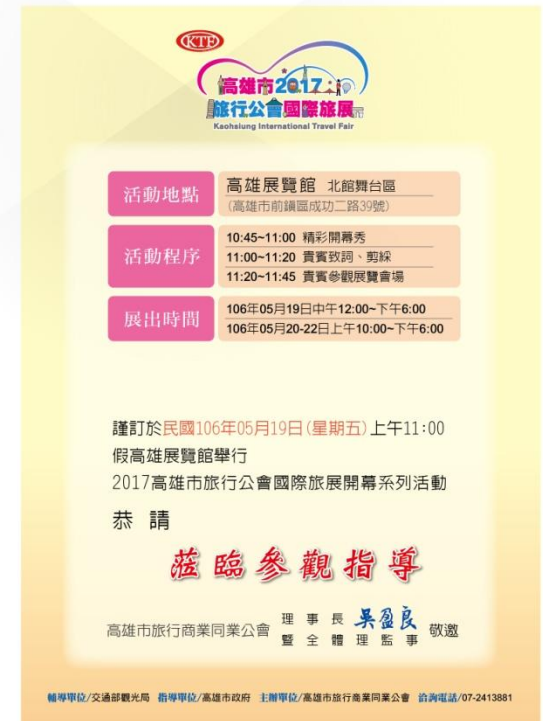 KTF
高雄市2017
旅行公會國際旅展
Kaohsiung International Travel Fair
活動地點
高雄展覽館 北館舞台區
(高雄市前鎮區成功二路39號)
活動程序
10:45~11:00 精彩開幕秀
11:00~11:20 貴賓致詞、剪綵
11:20~11:45 貴賓參觀展覽會場
展出時間
106年05月19日中午12:00~下午6:00
106年05月20-22日上午10:00~下午6:00
謹訂於民國106年05月19日(星期五)上午11:00
假高雄展覽館舉行
2017高雄市旅行公會國際旅展開幕系列活動
恭請
蒞臨參觀指導
高雄市旅行商業同業公會 理事長 吳盈良 敬邀
暨全體理監事
輔導單位/交通部觀光局 指導單位/高雄市政府 主辦單位/高雄市旅行商業同業公會 洽詢電話/07-2413881